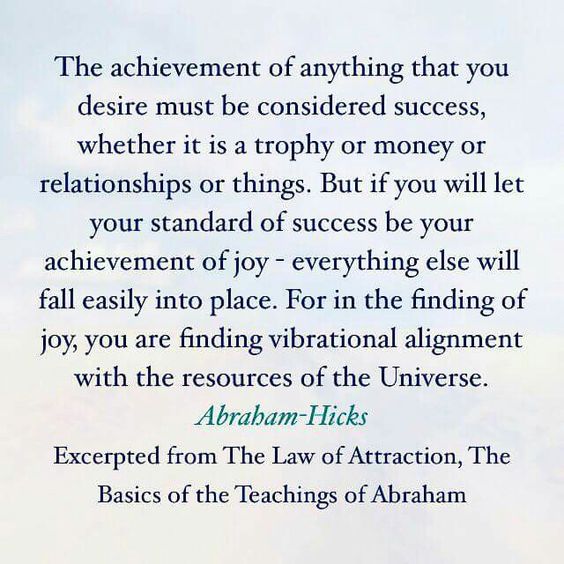 The achievement of anything that you
desire must be considered success,
whether it is a trophy or money or
relationships or things. But if you will let
your standard of success be your
achievement of joy - everything else will
fall easily into place. For in the finding of
joy, you are finding vibrational alignment
with the resources of the Universe.
Abraham-Hicks
Excerpted from The Law of Attraction, The
Basics of the Teachings of Abraham